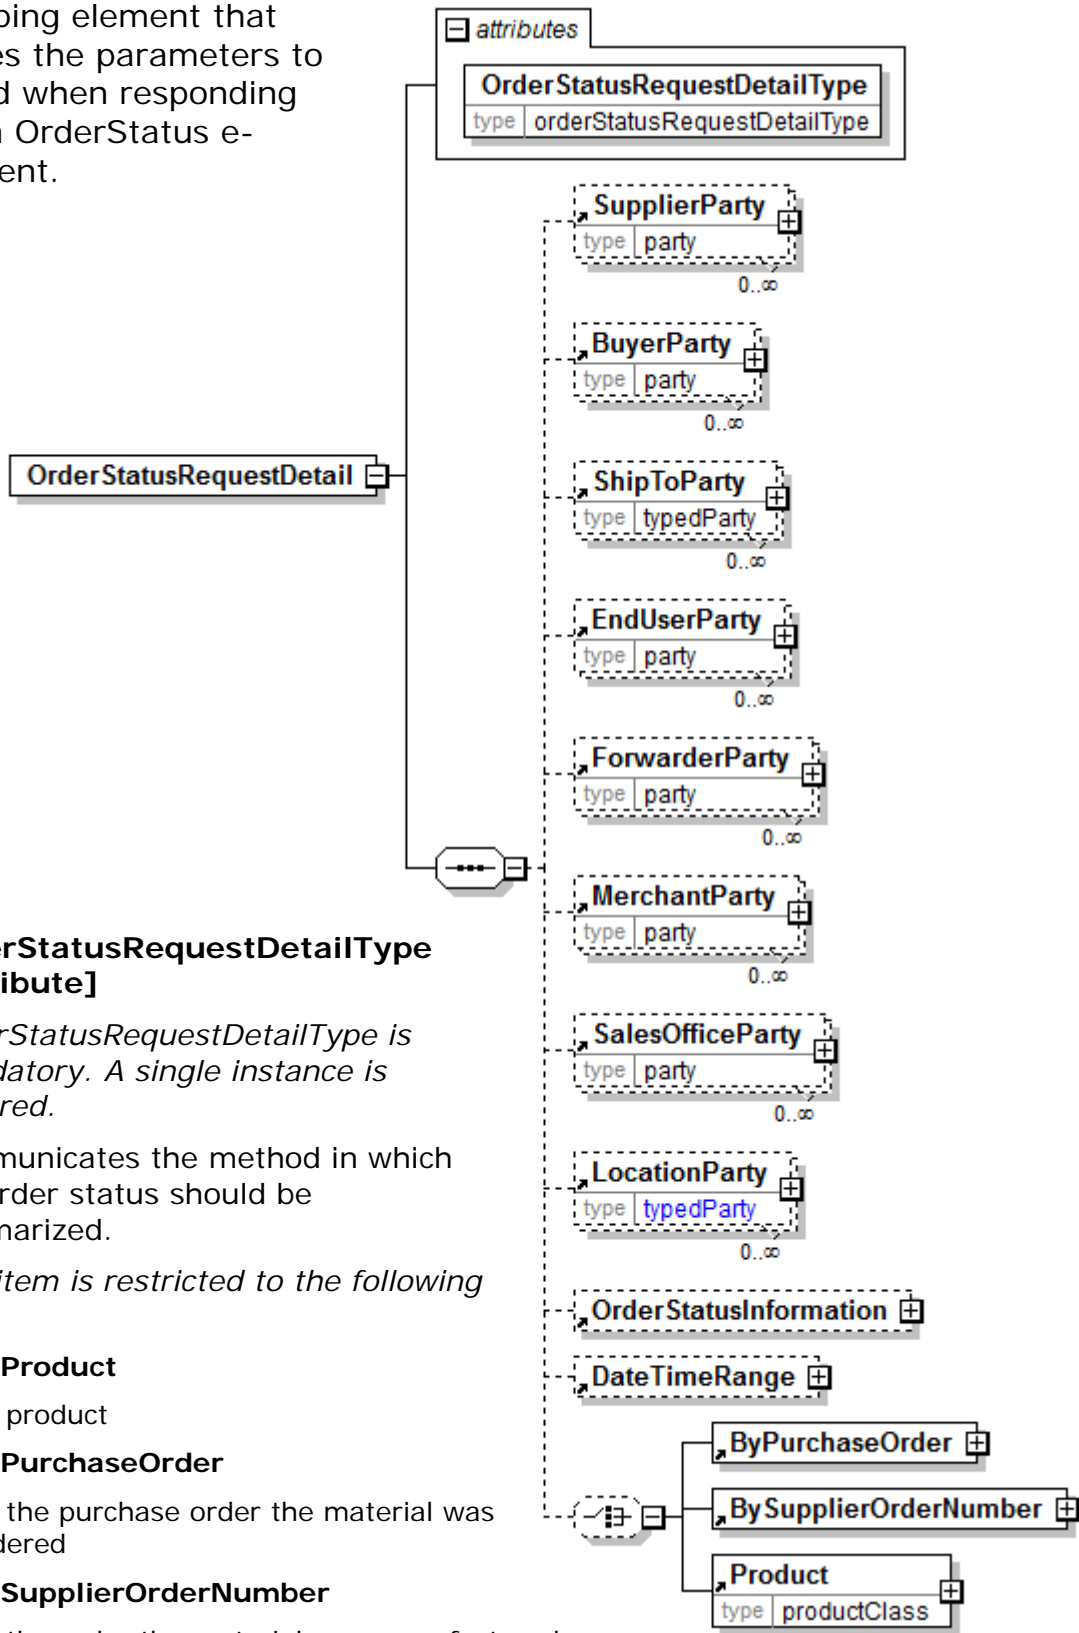 ping element that
es the parameters to
d when responding
OrderStatus e-
ent.
attributes
OrderStatusRequestDetailType
type orderStatusRequestDetailType
SupplierParty
type party
0..∞
BuyerParty
type party
0..∞
OrderStatusRequestDetail
ShipToParty
type typedParty
0..∞
EndUserParty
type party
0..∞
ForwarderParty
type party
0..∞
MerchantParty
type party
0..∞
SalesOfficeParty
type party
0..∞
LocationParty
type typedParty
0..∞
OrderStatusInformation
DateTimeRange
ByPurchaseOrder
BySupplierOrderNumber
Product
type productClass
erStatusRequestDetailType
ibute]
rStatusRequestDetailType is
datory. A single instance is
red.
municates the method in which
rder status should be
marized.
item is restricted to the following
Product
product
PurchaseOrder
the purchase order the material was
dered
SupplierOrderNumber